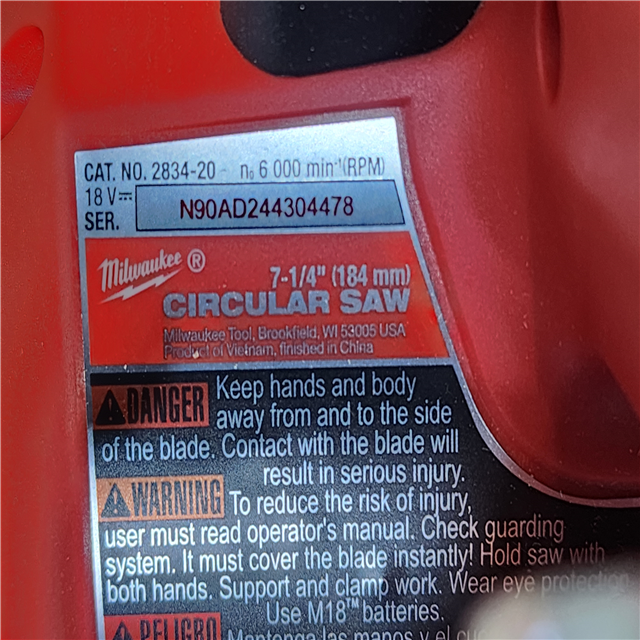 CAT. NO. 2834-20 n₀ 6 000 min⁻¹(RPM)
18 V⎓
SER. N90AD244304478
Milwaukee ®
7-1/4" (184 mm)
CIRCULAR SAW
Milwaukee Tool, Brookfield, WI 53005 USA
Product of Vietnam, finished in China
DANGER Keep hands and body
away from and to the side
of the blade. Contact with the blade will
result in serious injury.
WARNING To reduce the risk of injury,
user must read operator's manual. Check guarding
system. It must cover the blade instantly! Hold saw with
both hands. Support and clamp work. Wear eye protection.
Use M18™ batteries.
PELIGRO Mantenga las manos y el